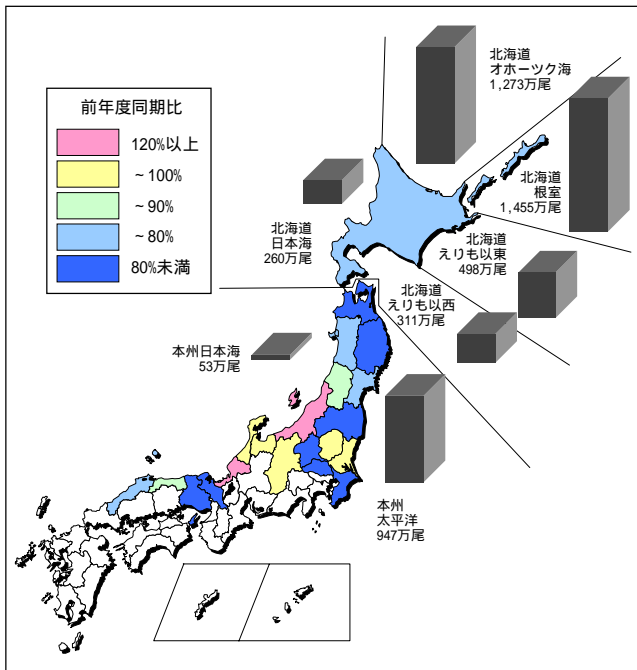 前年度同期比
120%以上
~100%
~90%
~80%
80%未満
北海道
オホーツク海
1,273万尾
北海道
根室
1,455万尾
北海道
日本海
260万尾
北海道
えりも以東
498万尾
北海道
えりも以西
311万尾
本州日本海
53万尾
本州
太平洋
947万尾